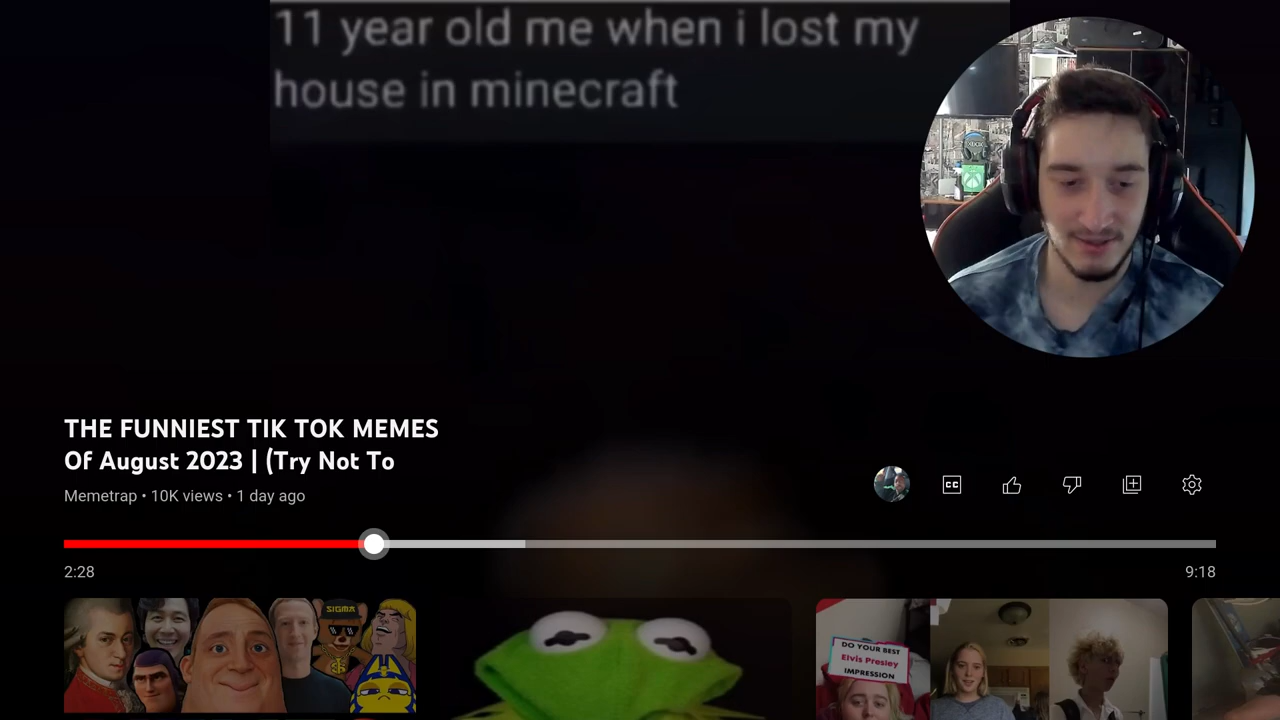 11 year old me when i lost my
house in minecraft
XBOX
THE FUNNIEST TIK TOK MEMES
Of August 2023 | (Try Not To
Memetrap • 10K views • 1 day ago
CC
2:28
9:18
SIGMA
DO YOUR BEST
Elvis Presley
IMPRESSION